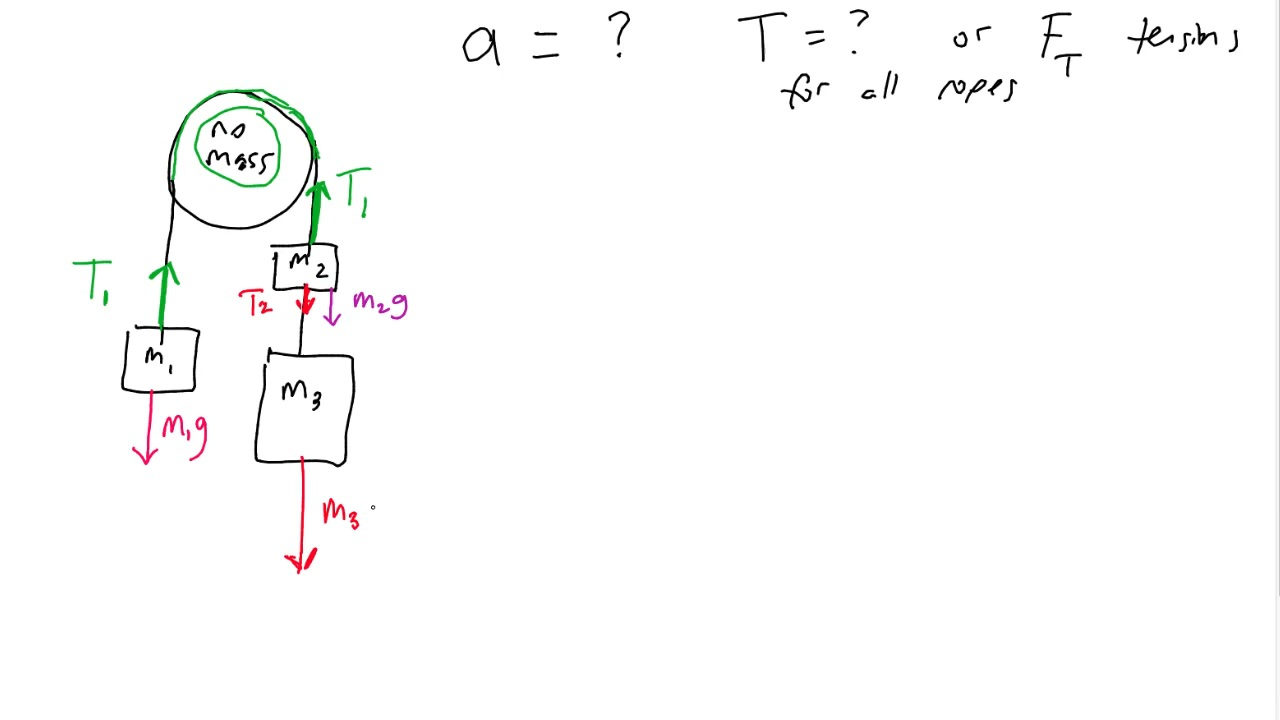 a = ? T = ? or F_T tensions
for all ropes
no
mass
T₁
T₁
m₂
T₂ m₂g
m₁
m₃
m₁g
m₃